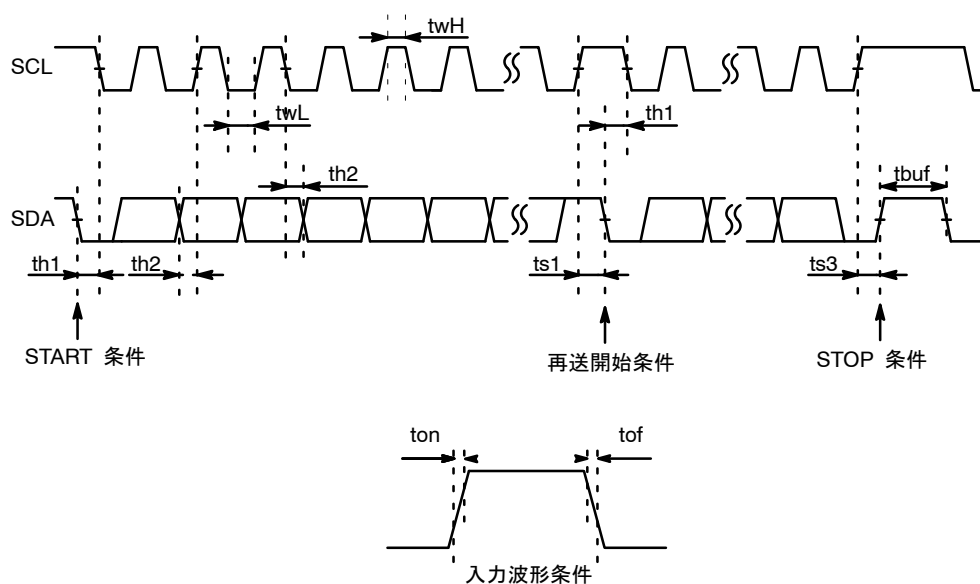 twH
SCL
twL
th1
th2
tbuf
SDA
th1
th2
ts1
ts3
START 条件
再送開始条件
STOP 条件
ton
tof
入力波形条件